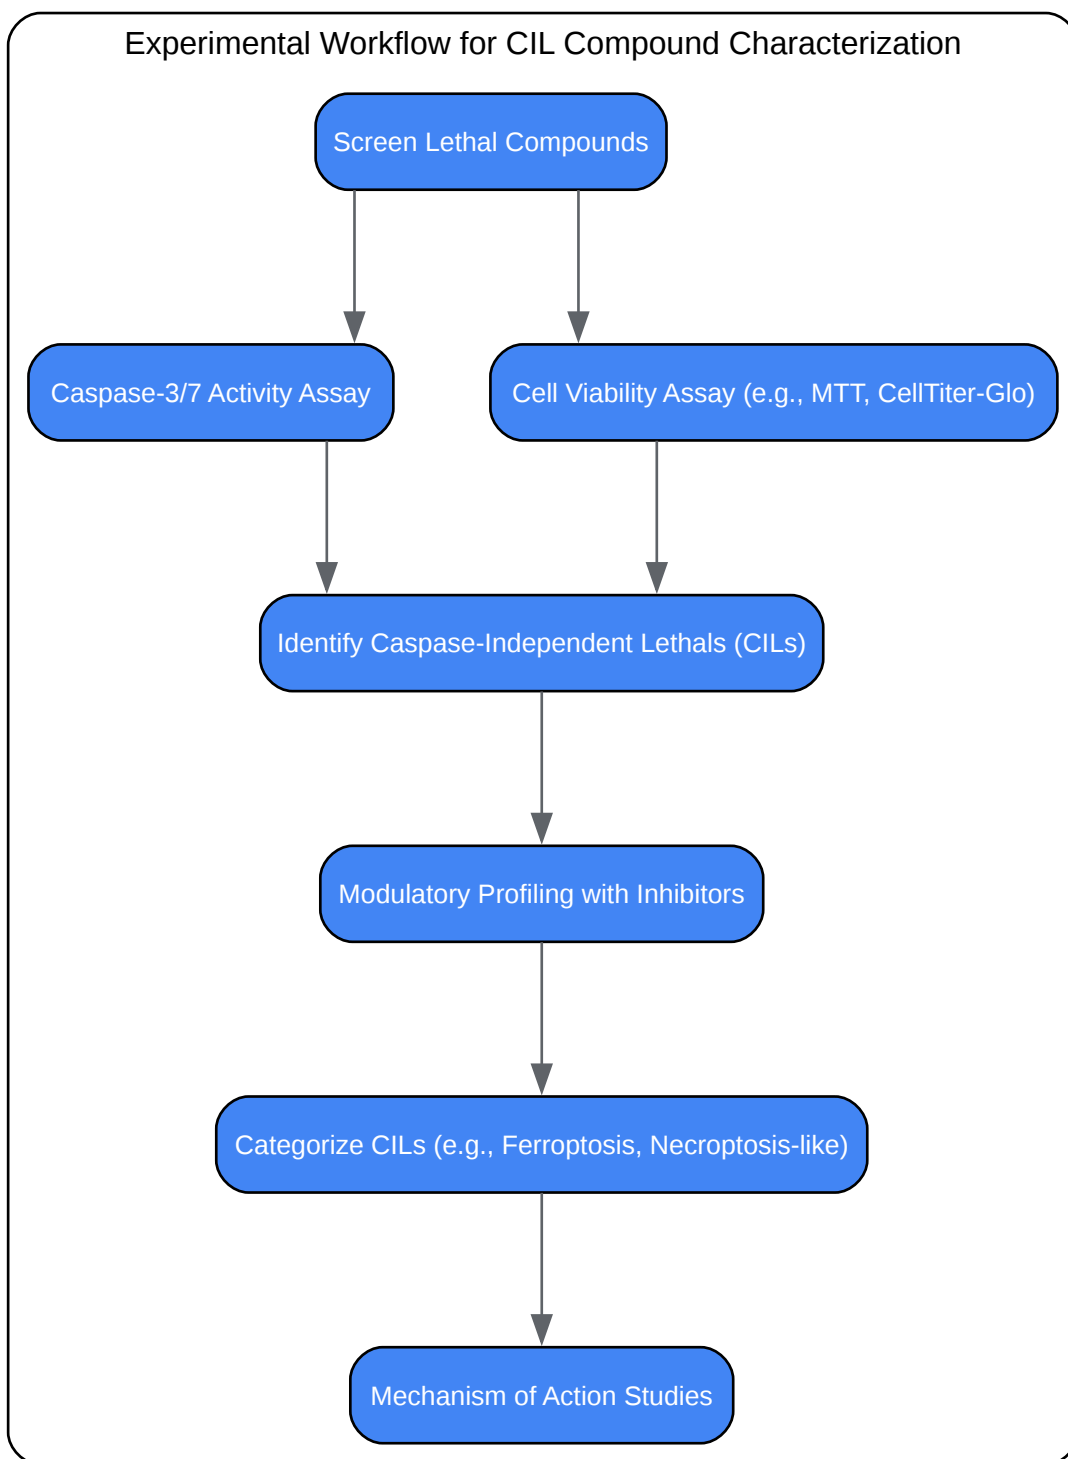 Experimental Workflow for CIL Compound Characterization
Screen Lethal Compounds
Caspase-3/7 Activity Assay
Cell Viability Assay (e.g., MTT, CellTiter-Glo)
Identify Caspase-Independent Lethals (CILs)
Modulatory Profiling with Inhibitors
Categorize CILs (e.g., Ferroptosis, Necroptosis-like)
Mechanism of Action Studies